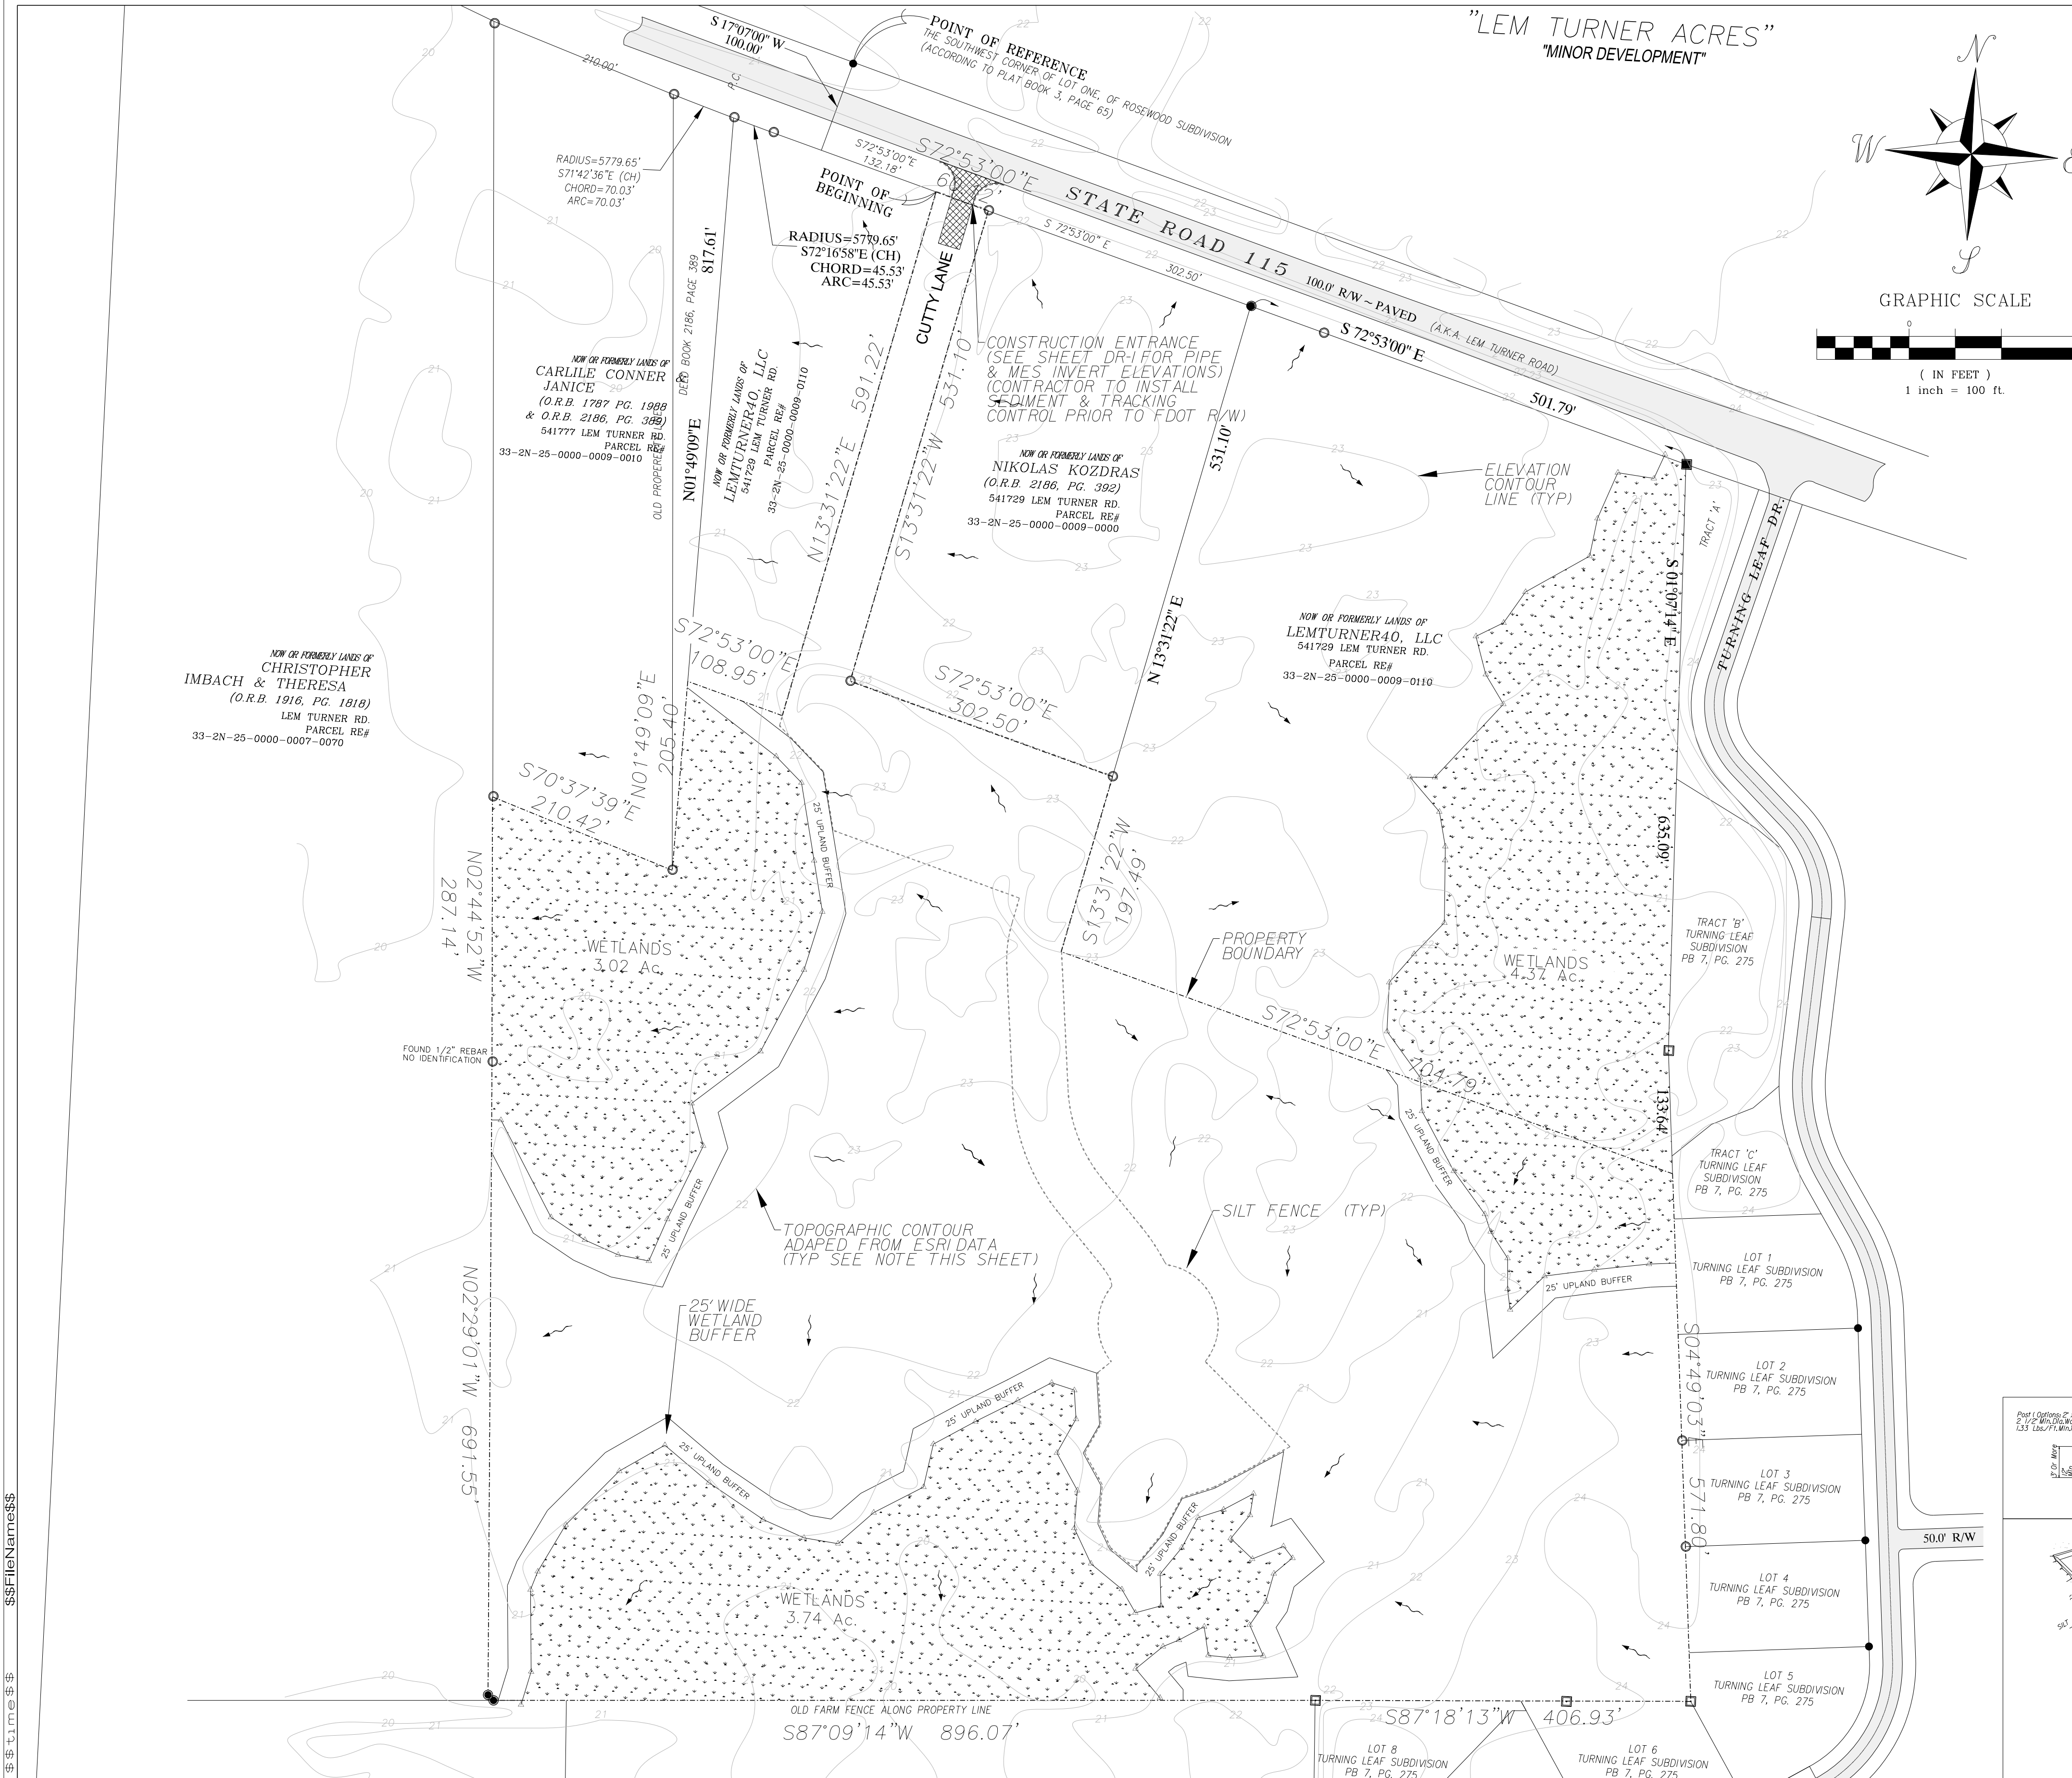 "LEM TURNER ACRES"
"MINOR DEVELOPMENT"
N
W
S
GRAPHIC SCALE
0
( IN FEET )
1 inch = 100 ft.
S 17°07'00" W
100.00'
POINT OF REFERENCE
THE SOUTHWEST CORNER OF LOT ONE, OF ROSEWOOD SUBDIVISION
(ACCORDING TO PLAT BOOK 3, PAGE 65)
210.00'
P.C.
RADIUS=5779.65'
S71°42'36"E (CH)
CHORD=70.03'
ARC=70.03'
S72°53'00"E
132.18'
S72°53'00"E
POINT OF
BEGINNING
RADIUS=5779.65'
S72°16'58"E (CH)
CHORD=45.53'
ARC=45.53'
CUTTY LANE
STATE ROAD 115
100.0' R/W ~ PAVED
(A.K.A. LEM TURNER ROAD)
S 72°53'00" E
302.50'
S 72°53'00" E
501.79'
817.61'
N01°49'09"E
DEED BOOK 2186, PAGE 389
NOW OR FORMERLY LANDS OF
CARLILE CONNER &
JANICE
(O.R.B. 1787 PG. 1988
& O.R.B. 2186, PG. 389)
541777 LEM TURNER RD.
PARCEL RE#
33-2N-25-0000-0009-0010
NOW OR FORMERLY LANDS OF
LEMTURNER40, LLC
541729 LEM TURNER RD.
PARCEL RE#
33-2N-25-0000-0009-0110
N13°31'22"E 591.22'
S13°31'22"W 531.10'
CONSTRUCTION ENTRANCE
(SEE SHEET DR-1 FOR PIPE
& MES INVERT ELEVATIONS)
(CONTRACTOR TO INSTALL
SEDIMENT & TRACKING
CONTROL PRIOR TO FDOT R/W)
NOW OR FORMERLY LANDS OF
NIKOLAS KOZDRAS
(O.R.B. 2186, PG. 392)
541729 LEM TURNER RD.
PARCEL RE#
33-2N-25-0000-0009-0000
531.10'
N 13°31'22" E
ELEVATION
CONTOUR
LINE (TYP)
TRACT 'A'
TURNING LEAF DR.
S 01°07'14" E
635.09'
133.64'
NOW OR FORMERLY LANDS OF
LEMTURNER40, LLC
541729 LEM TURNER RD.
PARCEL RE#
33-2N-25-0000-0009-0110
NOW OR FORMERLY LANDS OF
CHRISTOPHER
IMBACH & THERESA
(O.R.B. 1916, PG. 1818)
LEM TURNER RD.
PARCEL RE#
33-2N-25-0000-0007-0070
S72°53'00"E
108.95'
N01°49'09"E
205.40'
S72°53'00"E
302.50'
S70°37'39"E
210.42'
25' UPLAND BUFFER
N02°44'52"W
287.14'
WETLANDS
3.02 Ac.
S13°31'22"W
197.49'
PROPERTY
BOUNDARY
S72°53'00"E 704.79'
WETLANDS
4.37 Ac.
TRACT 'B'
TURNING LEAF
SUBDIVISION
PB 7, PG. 275
FOUND 1/2" REBAR
NO IDENTIFICATION
25' UPLAND BUFFER
25' UPLAND BUFFER
TRACT 'C'
TURNING LEAF
SUBDIVISION
PB 7, PG. 275
TOPOGRAPHIC CONTOUR
ADAPED FROM ESRI DATA
(TYP SEE NOTE THIS SHEET)
SILT FENCE (TYP)
25' UPLAND BUFFER
LOT 1
TURNING LEAF SUBDIVISION
PB 7, PG. 275
N02°29'01"W 691.55'
25' WIDE
WETLAND
BUFFER
S04°49'03"E 571.80'
LOT 2
TURNING LEAF SUBDIVISION
PB 7, PG. 275
25' UPLAND BUFFER
25' UPLAND BUFFER
25' UPLAND BUFFER
LOT 3
TURNING LEAF SUBDIVISION
PB 7, PG. 275
50.0' R/W
LOT 4
TURNING LEAF SUBDIVISION
PB 7, PG. 275
WETLANDS
3.74 Ac.
LOT 5
TURNING LEAF SUBDIVISION
PB 7, PG. 275
OLD FARM FENCE ALONG PROPERTY LINE
S87°09'14"W 896.07'
S87°18'13"W 406.93'
LOT 8
TURNING LEAF SUBDIVISION
PB 7, PG. 275
LOT 6
TURNING LEAF SUBDIVISION
PB 7, PG. 275
$$FileName$$